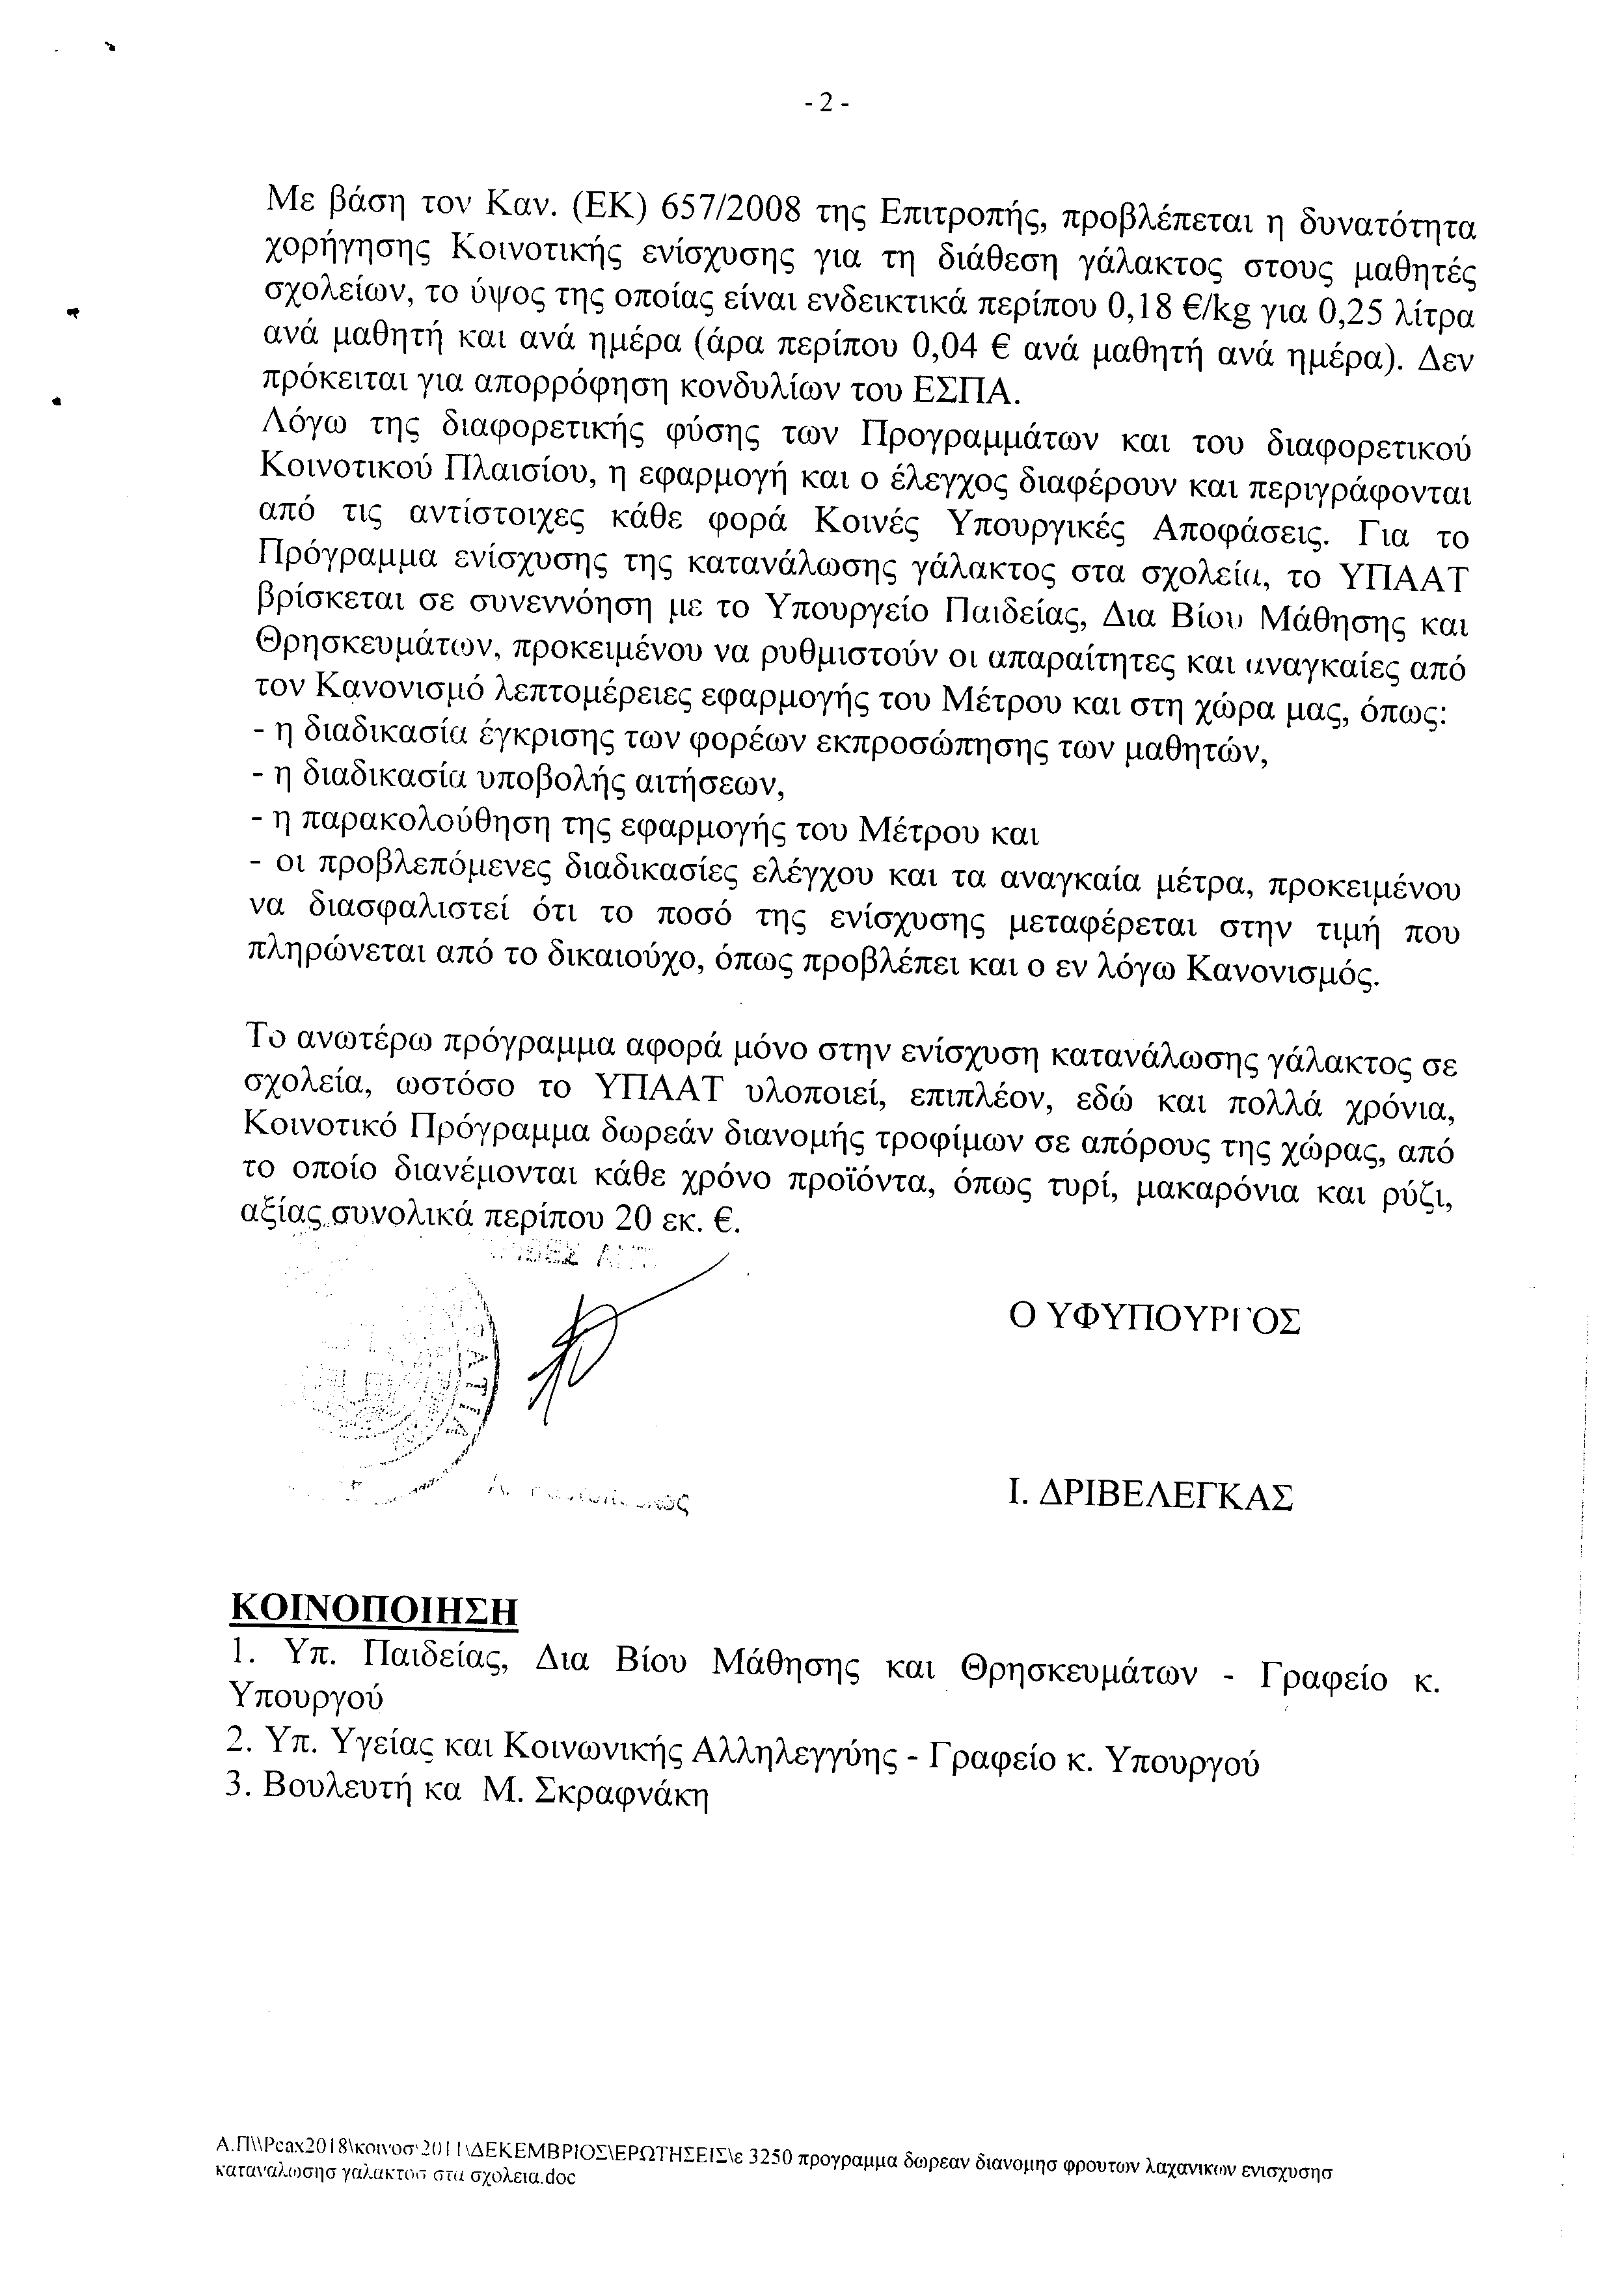 - 2 -
Με βάση τον Καν. (ΕΚ) 657/2008 της Επιτροπής, προβλέπεται η δυνατότητα
χορήγησης Κοινοτικής ενίσχυσης για τη διάθεση γάλακτος στους μαθητές
σχολείων, το ύψος της οποίας είναι ενδεικτικά περίπου 0,18 €/kg για 0,25 λίτρα
ανά μαθητή και ανά ημέρα (άρα περίπου 0,04 € ανά μαθητή ανά ημέρα). Δεν
πρόκειται για απορρόφηση κονδυλίων του ΕΣΠΑ.
Λόγω της διαφορετικής φύσης των Προγραμμάτων και του διαφορετικού
Κοινοτικού Πλαισίου, η εφαρμογή και ο έλεγχος διαφέρουν και περιγράφονται
από τις αντίστοιχες κάθε φορά Κοινές Υπουργικές Αποφάσεις. Για το
Πρόγραμμα ενίσχυσης της κατανάλωσης γάλακτος στα σχολεία, το ΥΠΑΑΤ
βρίσκεται σε συνεννόηση με το Υπουργείο Παιδείας, Δια Βίου Μάθησης και
Θρησκευμάτων, προκειμένου να ρυθμιστούν οι απαραίτητες και αναγκαίες από
τον Κανονισμό λεπτομέρειες εφαρμογής του Μέτρου και στη χώρα μας, όπως:
- η διαδικασία έγκρισης των φορέων εκπροσώπησης των μαθητών,
- η διαδικασία υποβολής αιτήσεων,
- η παρακολούθηση της εφαρμογής του Μέτρου και
- οι προβλεπόμενες διαδικασίες ελέγχου και τα αναγκαία μέτρα, προκειμένου
να διασφαλιστεί ότι το ποσό της ενίσχυσης μεταφέρεται στην τιμή που
πληρώνεται από το δικαιούχο, όπως προβλέπει και ο εν λόγω Κανονισμός.
Το ανωτέρω πρόγραμμα αφορά μόνο στην ενίσχυση κατανάλωσης γάλακτος σε
σχολεία, ωστόσο το ΥΠΑΑΤ υλοποιεί, επιπλέον, εδώ και πολλά χρόνια,
Κοινοτικό Πρόγραμμα δωρεάν διανομής τροφίμων σε απόρους της χώρας, από
το οποίο διανέμονται κάθε χρόνο προϊόντα, όπως τυρί, μακαρόνια και ρύζι,
αξίας συνολικά περίπου 20 εκ. €.
Ο ΥΦΥΠΟΥΡΓΟΣ
Ι. ΔΡΙΒΕΛΕΓΚΑΣ
ΚΟΙΝΟΠΟΙΗΣΗ
1. Υπ. Παιδείας, Δια Βίου Μάθησης και Θρησκευμάτων - Γραφείο κ.
Υπουργού
2. Υπ. Υγείας και Κοινωνικής Αλληλεγγύης - Γραφείο κ. Υπουργού
3. Βουλευτή κα Μ. Σκραφνάκη
Α.Π\\Pcax2018\κοινοσ\2011\ΔΕΚΕΜΒΡΙΟΣ\ΕΡΩΤΗΣΕΙΣ\ε 3250 προγραμμα δωρεαν διανομησ φρουτων λαχανικων ενισχυσησ
καταναλωσησ γαλακτοσ στα σχολεια.doc